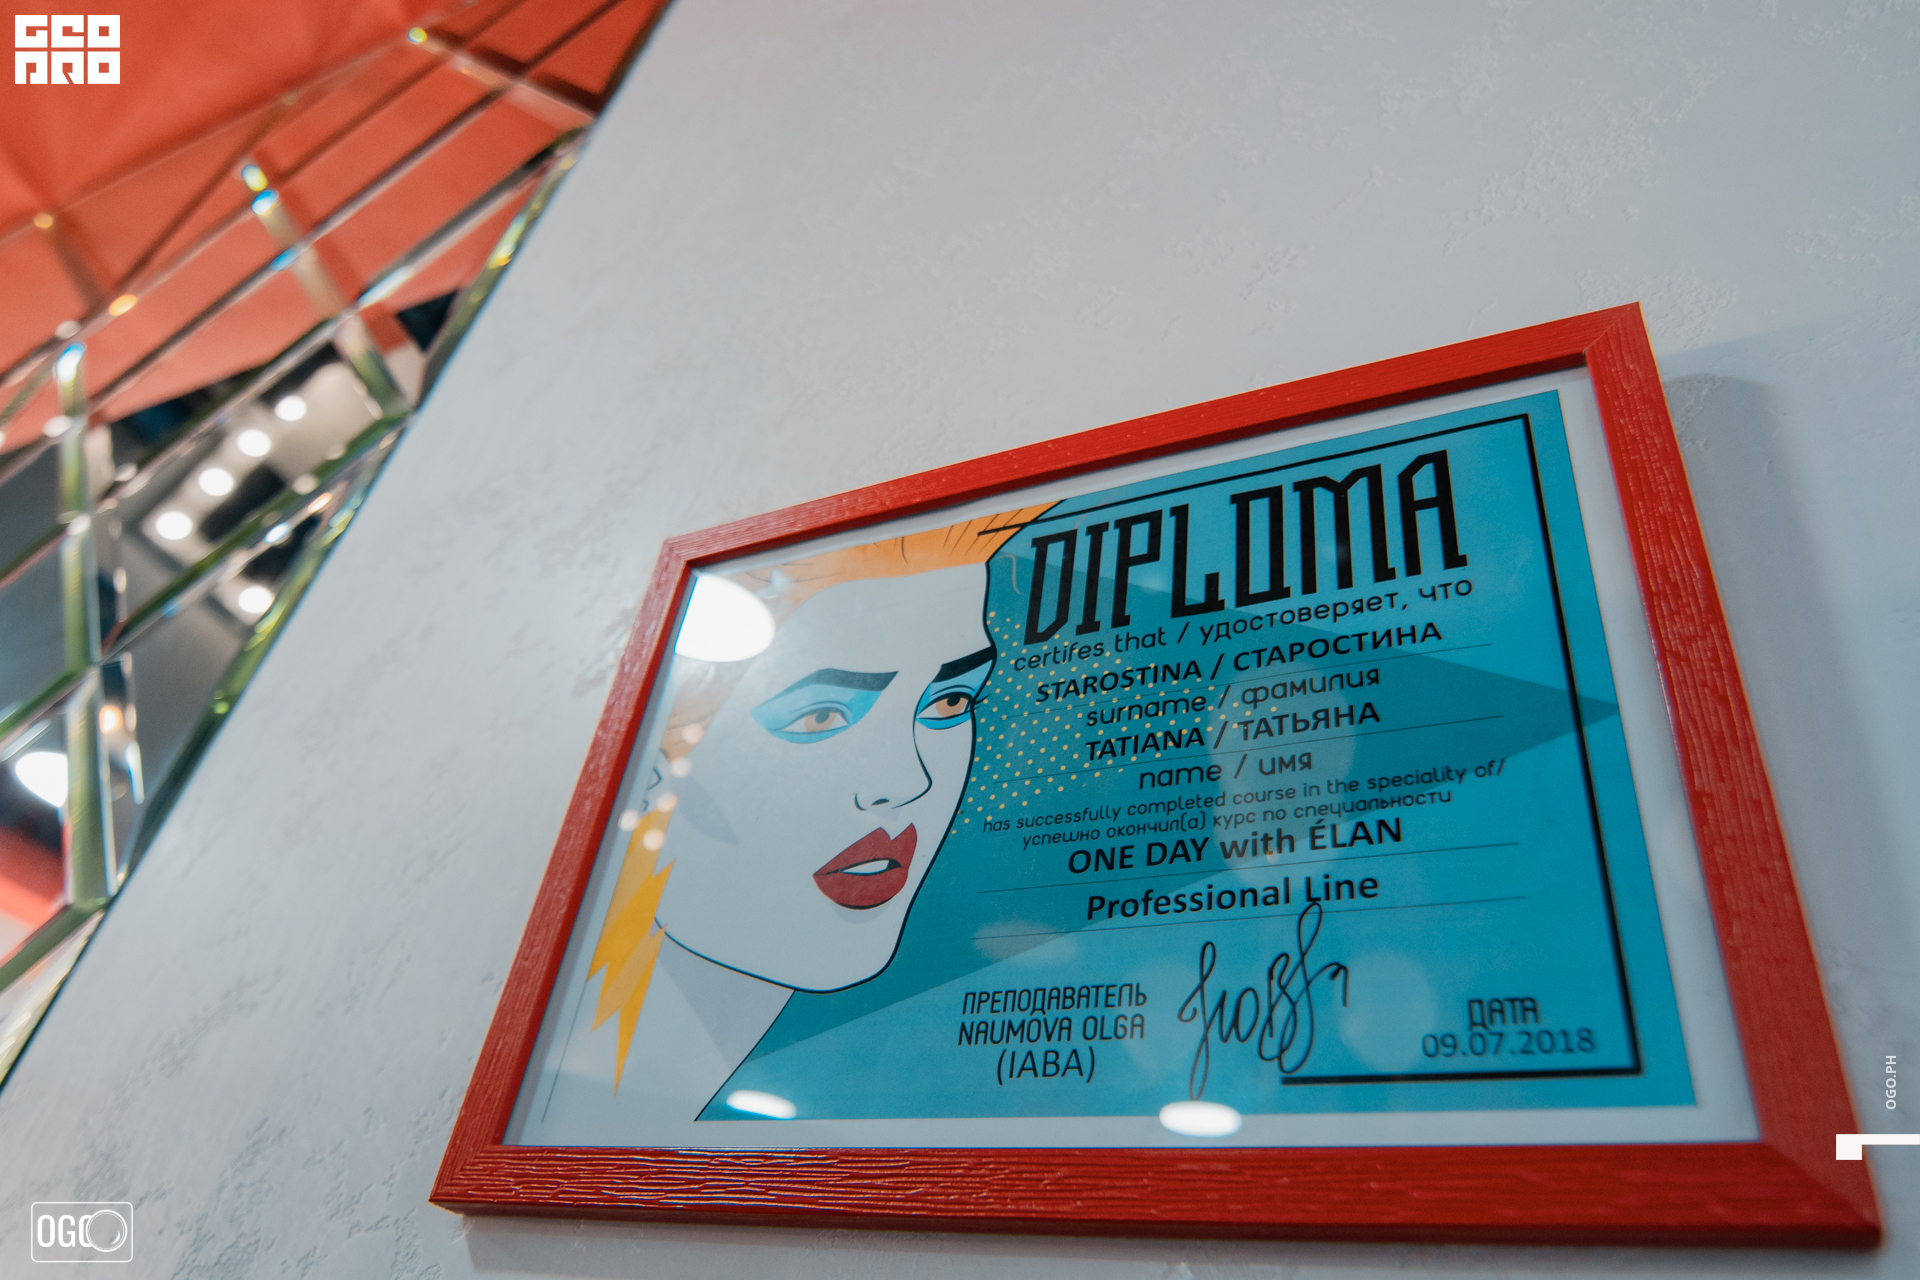 GEO
PRO
DIPLOMA
certifes that / удостоверяет, что
STAROSTINA / СТАРОСТИНА
surname / фамилия
TATIANA / ТАТЬЯНА
name / имя
has successfully completed course in the speciality of/
успешно окончил(а) курс по специальности
ONE DAY with ÉLAN
Professional Line
ПРЕПОДАВАТЕЛЬ
NAUMOVA OLGA
(IABA)
ДАТА
09.07.2018
OGO.PH
OGO